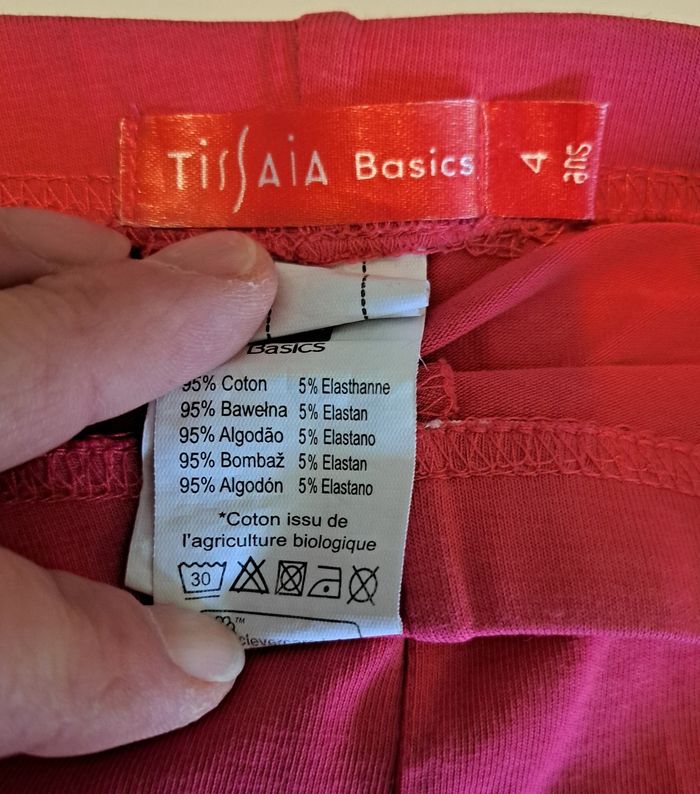 Tissaia Basics
4 ans
Basics
95% Coton 5% Elasthanne
95% Bawełna 5% Elastan
95% Algodão 5% Elastano
95% Bombaž 5% Elastan
95% Algodón 5% Elastano
*Coton issu de
l'agriculture biologique
30